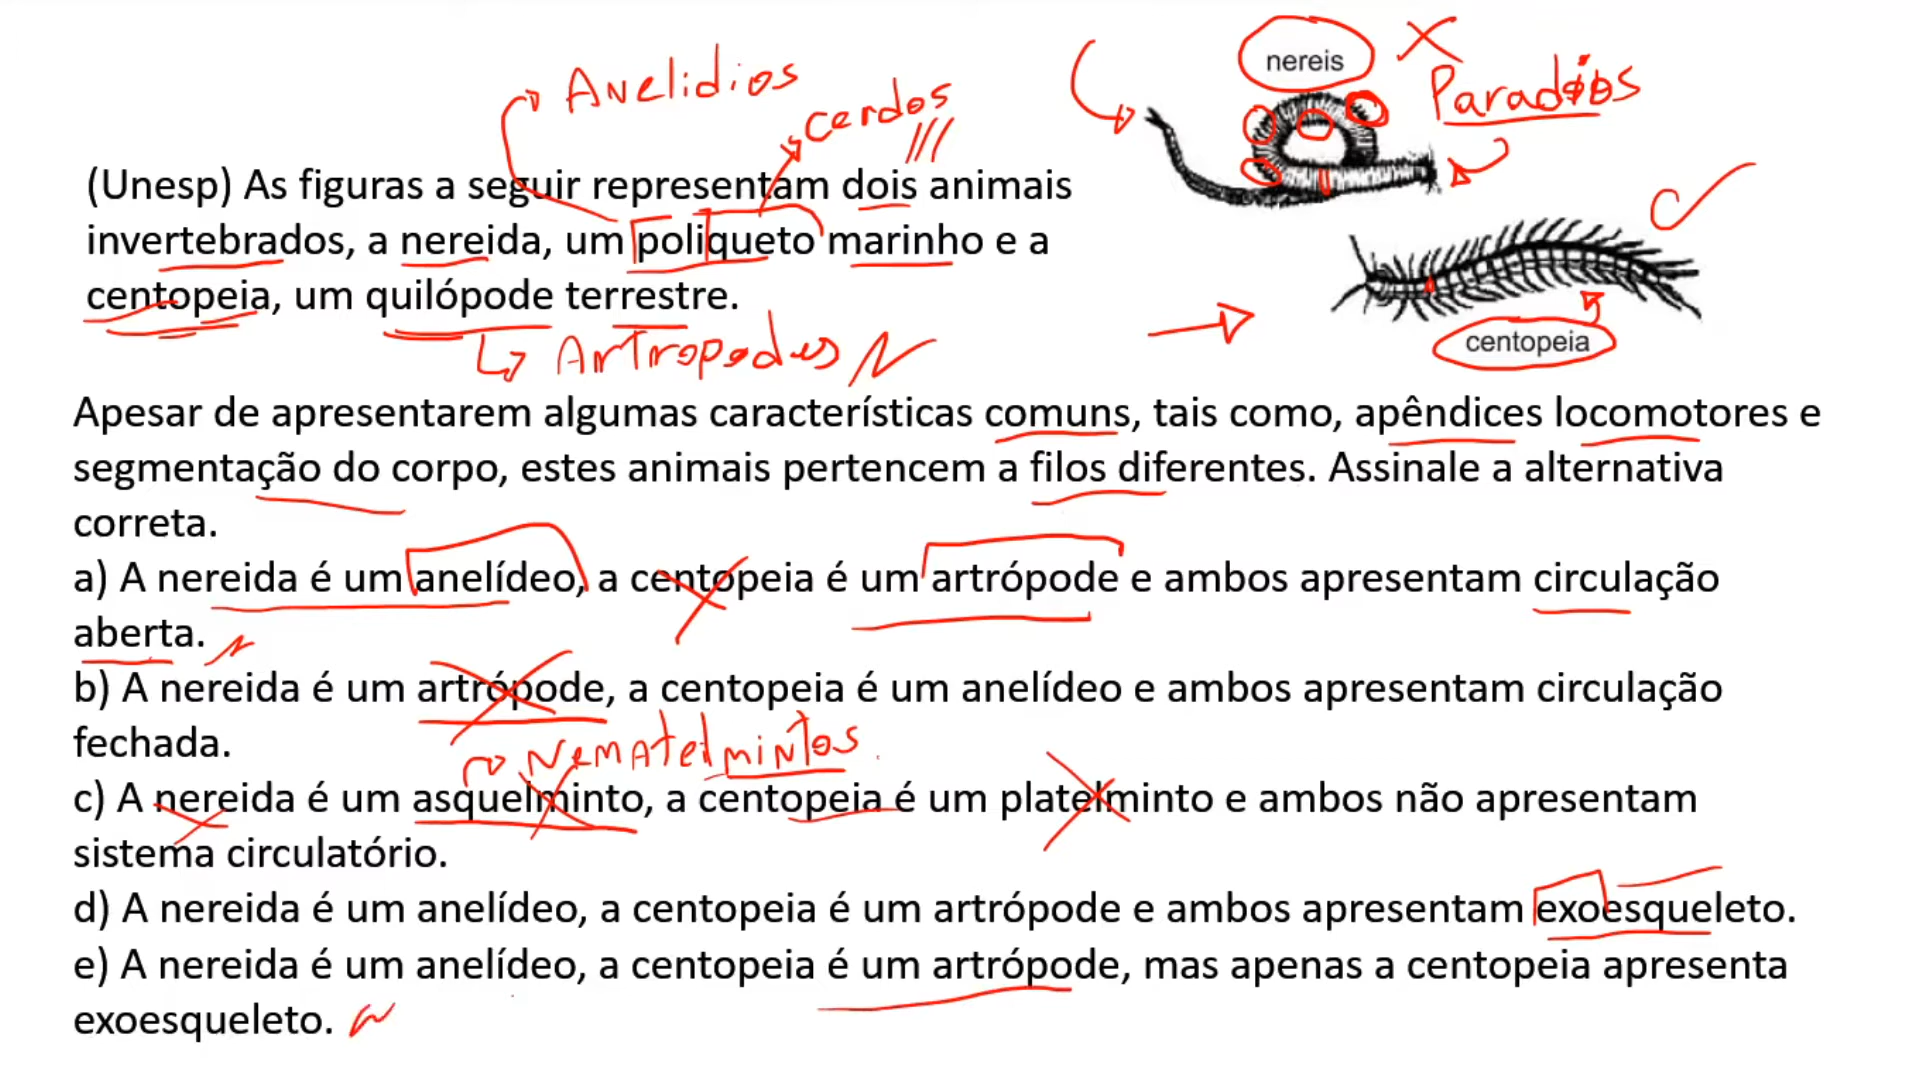 nereis
Anelidios
Paradóios
cerdos
(Unesp) As figuras a seguir representam dois animais
invertebrados, a nereida, um poliqueto marinho e a
centopeia, um quilópode terrestre.
Artropodes
centopeia
Apesar de apresentarem algumas características comuns, tais como, apêndices locomotores e
segmentação do corpo, estes animais pertencem a filos diferentes. Assinale a alternativa
correta.
a) A nereida é um anelídeo, a centopeia é um artrópode e ambos apresentam circulação
aberta.
b) A nereida é um artrópode, a centopeia é um anelídeo e ambos apresentam circulação
fechada.
Nematelmintos
c) A nereida é um asquelminto, a centopeia é um platelminto e ambos não apresentam
sistema circulatório.
d) A nereida é um anelídeo, a centopeia é um artrópode e ambos apresentam exoesqueleto.
e) A nereida é um anelídeo, a centopeia é um artrópode, mas apenas a centopeia apresenta
exoesqueleto.